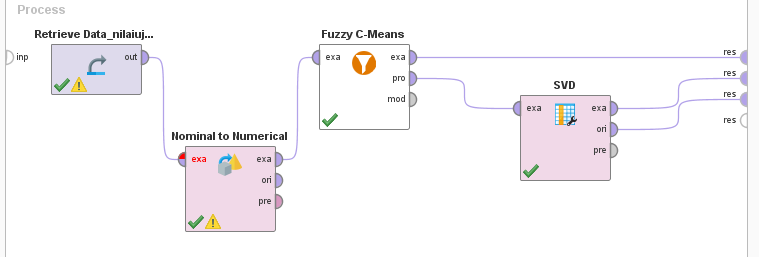 Process
Retrieve Data_nilaiuj...
Fuzzy C-Means
inp
out
exa
exa
res
pro
res
mod
SVD
res
exa
exa
res
ori
pre
Nominal to Numerical
exa
exa
ori
pre